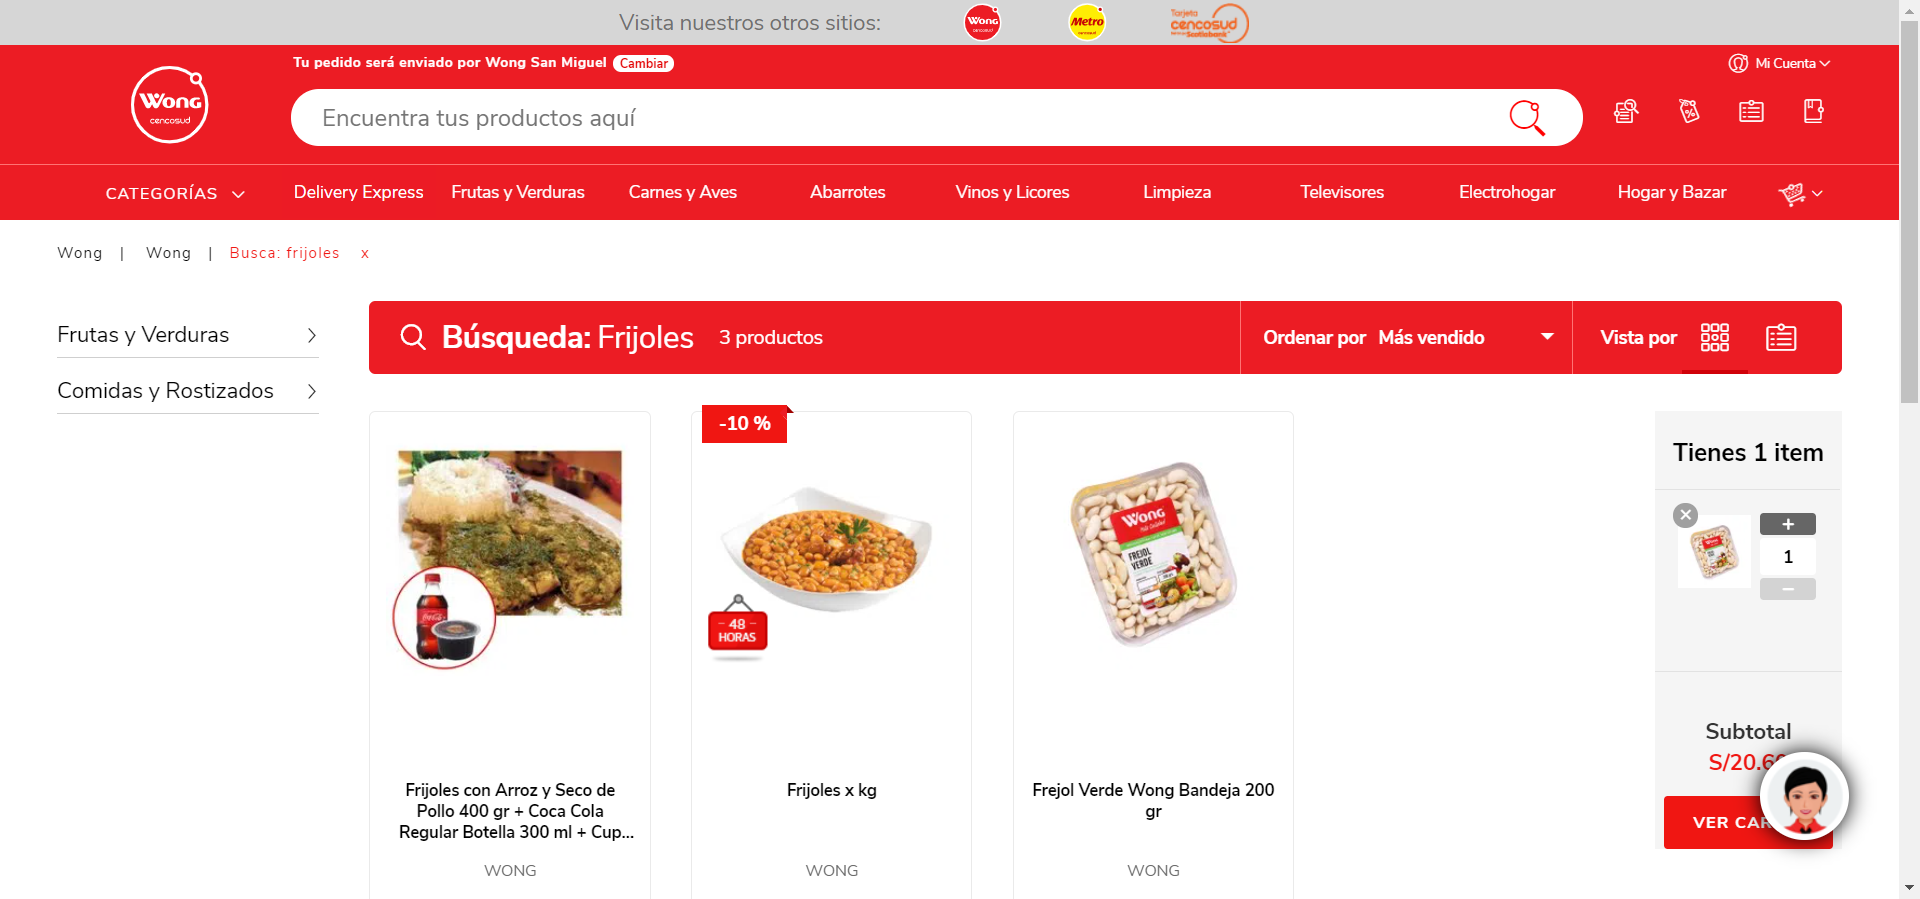 Visita nuestros otros sitios:
Wong
cencosud
Metro
cencosud
Tarjeta
cencosud
Scotiabank
Tu pedido será enviado por Wong San Miguel Cambiar
Mi Cuenta
Wong
cencosud
Encuentra tus productos aquí
CATEGORÍAS
Delivery Express
Frutas y Verduras
Carnes y Aves
Abarrotes
Vinos y Licores
Limpieza
Televisores
Electrohogar
Hogar y Bazar
Wong | Wong | Busca: frijoles x
Frutas y Verduras
Comidas y Rostizados
Búsqueda: Frijoles 3 productos
Ordenar por Más vendido
Vista por
-10 %
48
HORAS
Wong
FREJOL
VERDE
Frijoles con Arroz y Seco de
Pollo 400 gr + Coca Cola
Regular Botella 300 ml + Cup...
WONG
Frijoles x kg
WONG
Frejol Verde Wong Bandeja 200
gr
WONG
Tienes 1 item
+
1
−
Subtotal
S/20.6
VER CAR